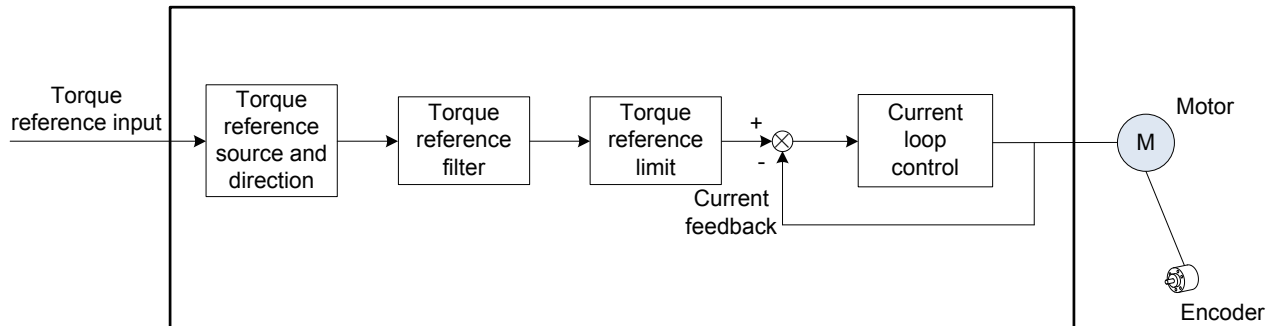 Torque
reference input
Torque
reference
source and
direction
Torque
reference
filter
Torque
reference
limit
+
-
Current
feedback
Current
loop
control
Motor
M
Encoder